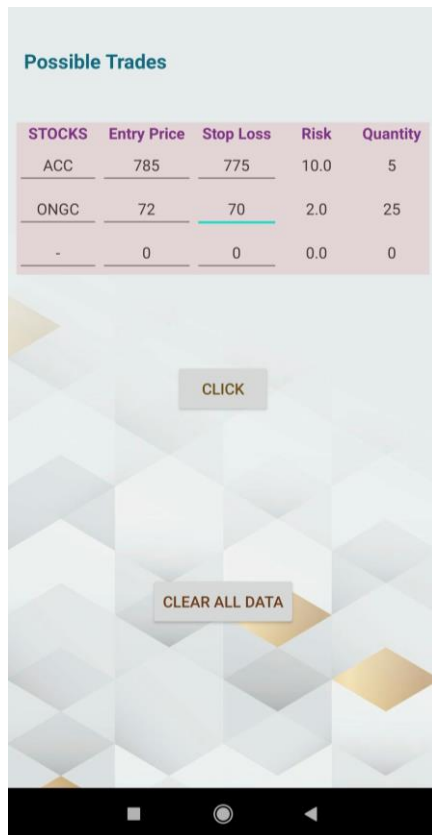 Possible Trades
STOCKS Entry Price Stop Loss Risk Quantity
ACC 785 775 10.0 5
ONGC 72 70 2.0 25
- 0 0 0.0 0
CLICK
CLEAR ALL DATA